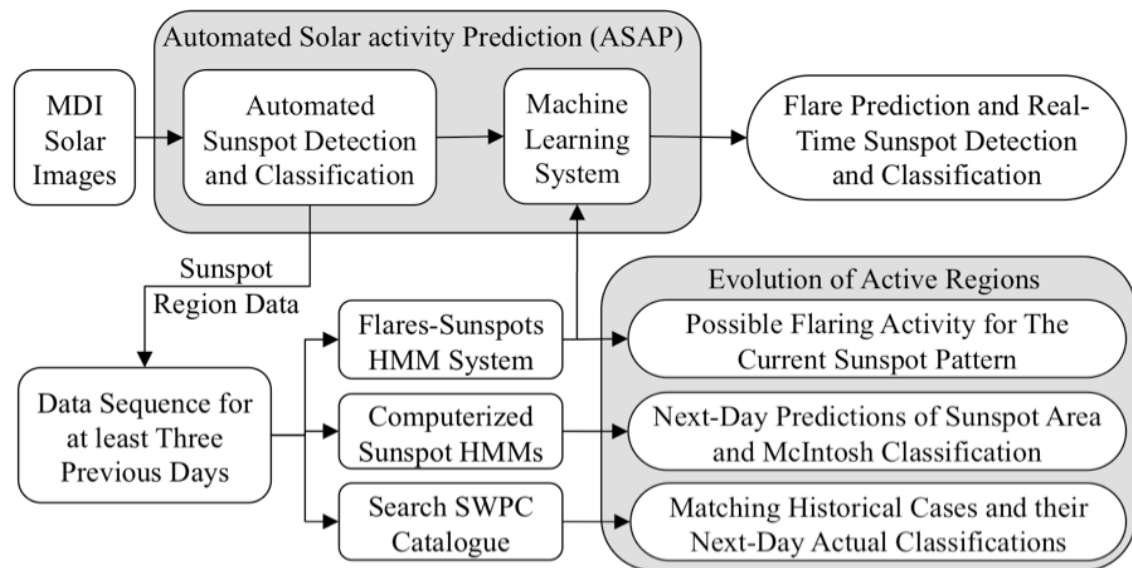 Automated Solar activity Prediction (ASAP)
MDI
Solar
Images
Automated
Sunspot Detection
and Classification
Machine
Learning
System
Flare Prediction and Real-
Time Sunspot Detection
and Classification
Sunspot
Region Data
Data Sequence for
at least Three
Previous Days
Flares-Sunspots
HMM System
Computerized
Sunspot HMMs
Search SWPC
Catalogue
Evolution of Active Regions
Possible Flaring Activity for The
Current Sunspot Pattern
Next-Day Predictions of Sunspot Area
and McIntosh Classification
Matching Historical Cases and their
Next-Day Actual Classifications